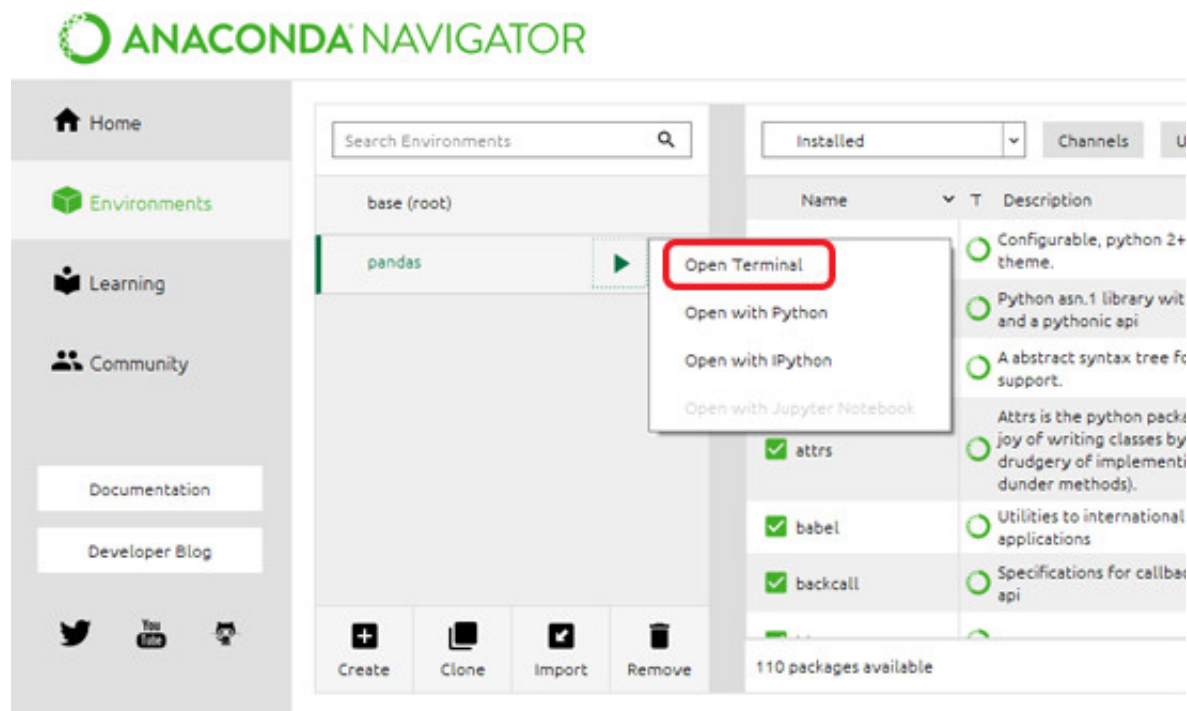 ANACONDA NAVIGATOR
Home
Environments
Learning
Community
Documentation
Developer Blog
You
Tube
Search Environments
base (root)
pandas
Open Terminal
Open with Python
Open with IPython
Open with Jupyter Notebook
Create
Clone
Import
Remove
Installed
Channels
U
Name
T
Description
Configurable, python 2+
theme.
Python asn.1 library wit
and a pythonic api
A abstract syntax tree fo
support.
attrs
Attrs is the python packa
joy of writing classes by
drudgery of implementi
dunder methods).
babel
Utilities to international
applications
backcall
Specifications for callbac
api
110 packages available